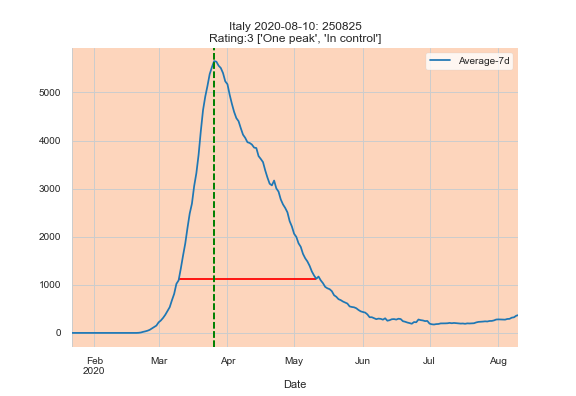 Italy 2020-08-10: 250825
Rating:3 ['One peak', 'In control']
Average-7d
5000
4000
3000
2000
1000
0
Feb Mar Apr May Jun Jul Aug
2020
Date